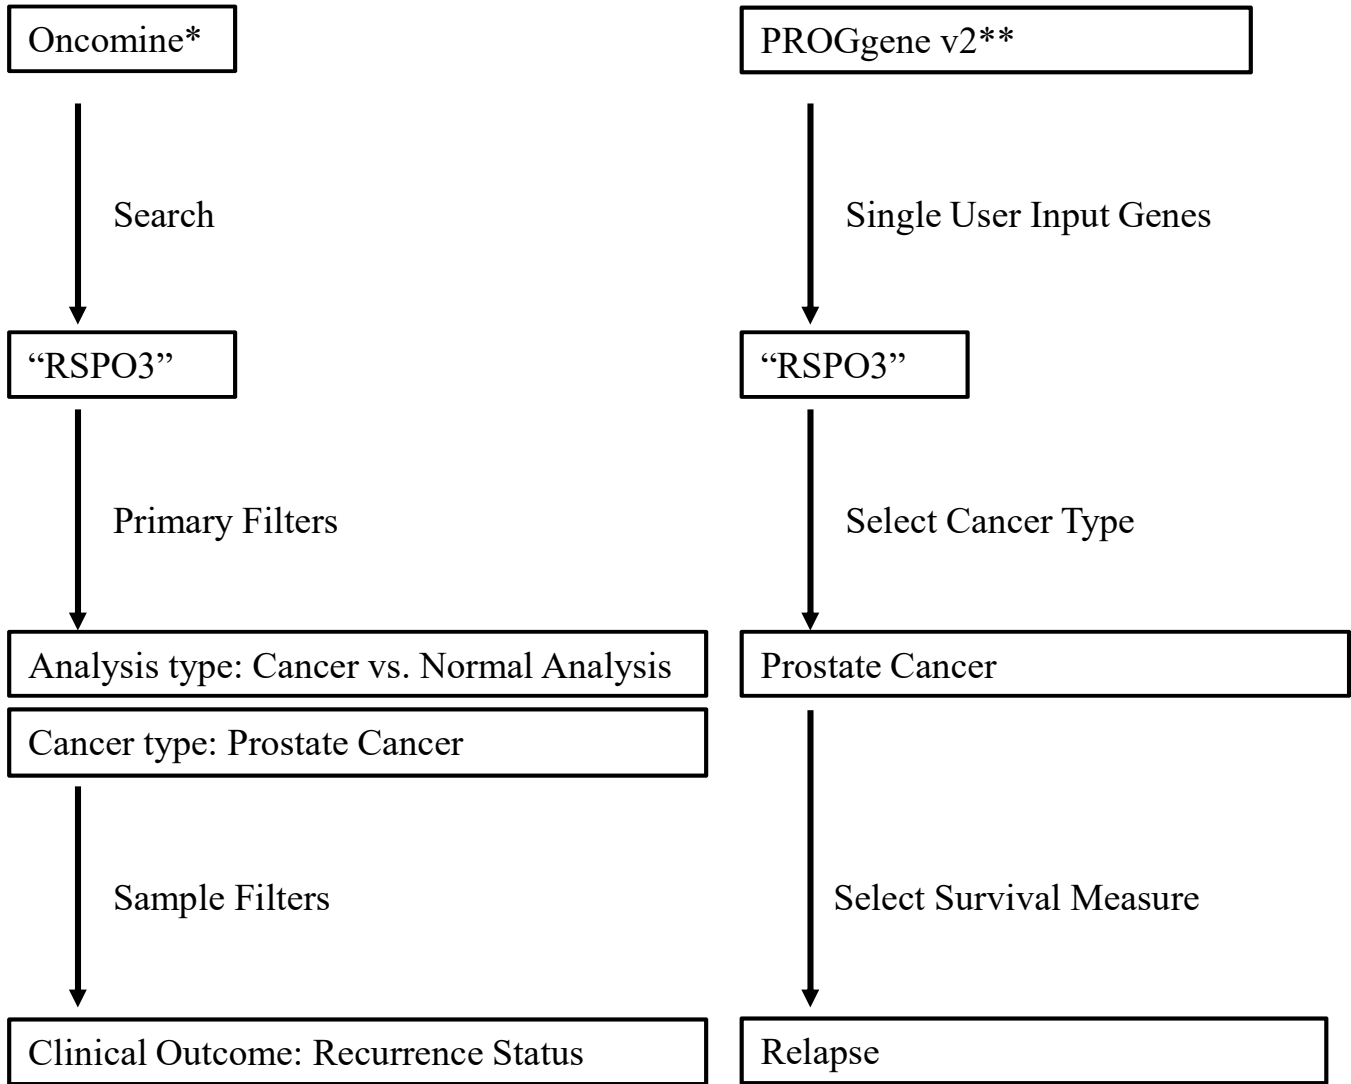 Oncomine*
Search
“RSPO3”
Primary Filters
Analysis type: Cancer vs. Normal Analysis
Cancer type: Prostate Cancer
Sample Filters
Clinical Outcome: Recurrence Status
PROGgene v2**
Single User Input Genes
“RSPO3”
Select Cancer Type
Prostate Cancer
Select Survival Measure
Relapse